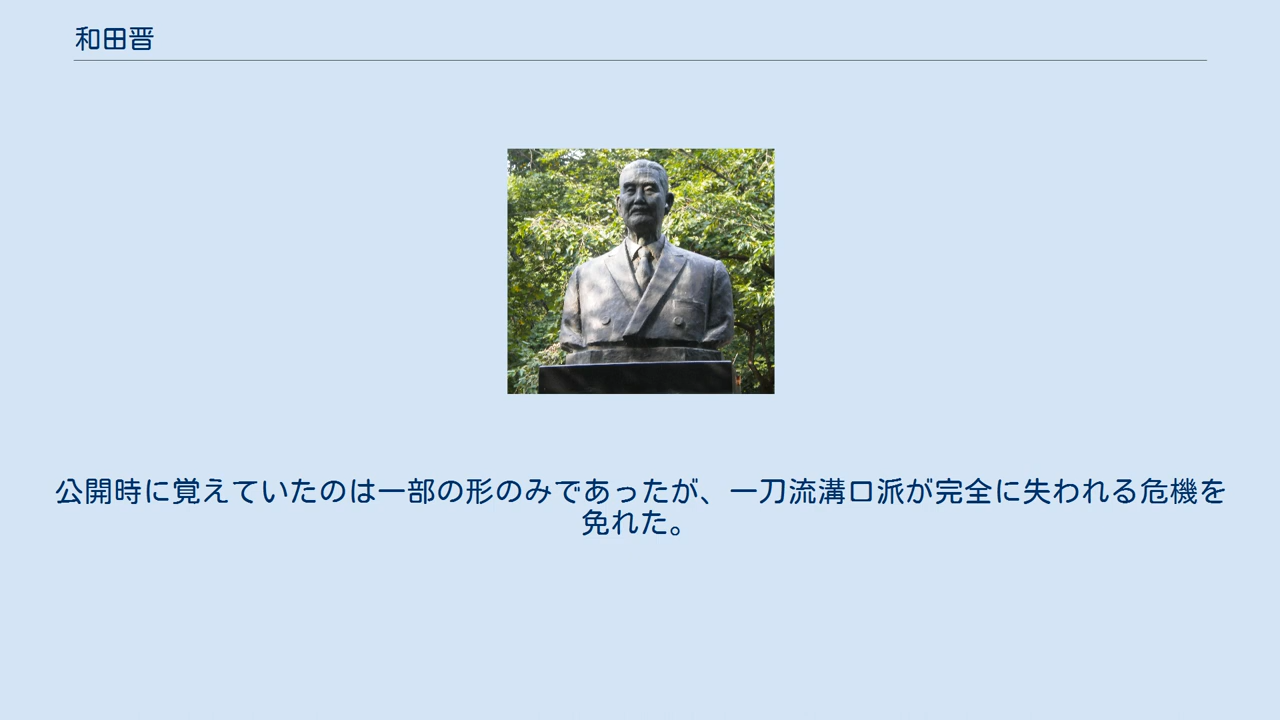 和田晋
公開時に覚えていたのは一部の形のみであったが、一刀流溝口派が完全に失われる危機を
免れた。